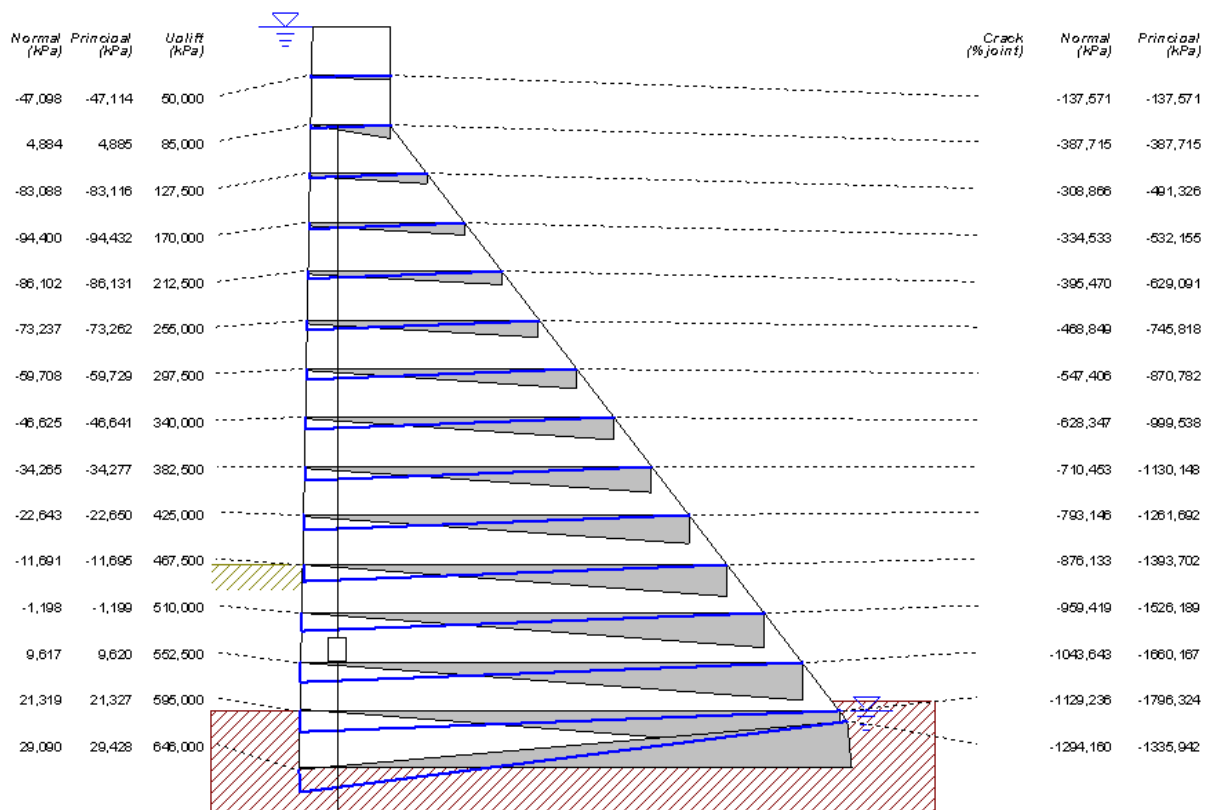 Normal Principal Uplift Crack Normal Principal
(kPa) (kPa) (kPa) (% joint) (kPa) (kPa)
-47,098 -47,114 50,000 -137,571 -137,571
4,884 4,885 85,000 -387,715 -387,715
-83,088 -83,116 127,500 -308,866 -491,326
-94,400 -94,432 170,000 -334,533 -532,155
-86,102 -86,131 212,500 -395,470 -629,091
-73,237 -73,262 255,000 -468,849 -745,818
-59,708 -59,729 297,500 -547,406 -870,782
-46,625 -46,641 340,000 -628,347 -999,538
-34,265 -34,277 382,500 -710,453 -1130,148
-22,643 -22,650 425,000 -793,146 -1261,692
-11,691 -11,695 467,500 -876,133 -1393,702
-1,198 -1,199 510,000 -959,419 -1526,189
9,617 9,620 552,500 -1043,643 -1660,167
21,319 21,327 595,000 -1129,236 -1796,324
29,090 29,428 646,000 -1294,160 -1335,942